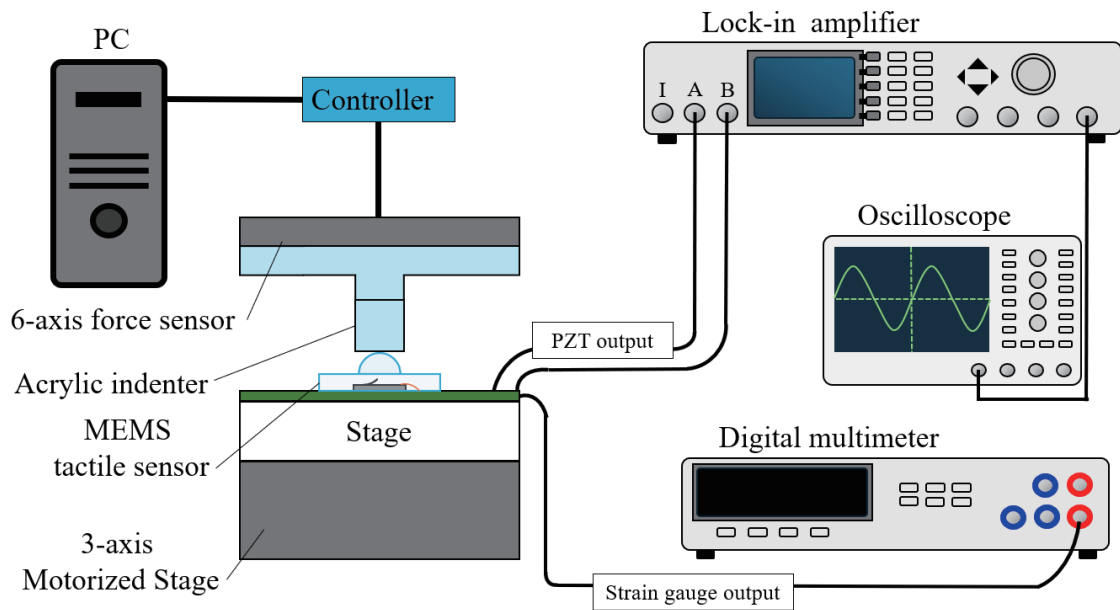 PC
Controller
Lock-in amplifier
I A B
Oscilloscope
6-axis force sensor
PZT output
Acrylic indenter
MEMS
tactile sensor
Stage
Digital multimeter
3-axis
Motorized Stage
Strain gauge output